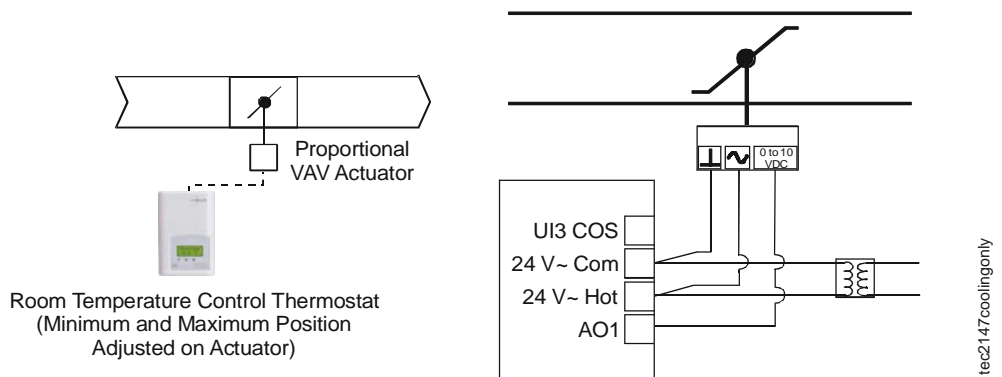 Proportional
VAV Actuator
Room Temperature Control Thermostat
(Minimum and Maximum Position
Adjusted on Actuator)
0 to 10
VDC
UI3 COS
24 V~ Com
24 V~ Hot
AO1
tec2147coolingonly